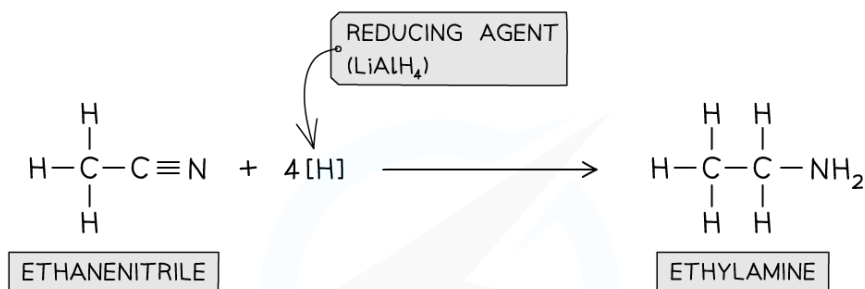 REDUCING AGENT
(LiAlH₄)
H H H
H—C—C≡N + 4[H] ⟶ H—C—C—NH₂
H H H
ETHANENITRILE ETHYLAMINE